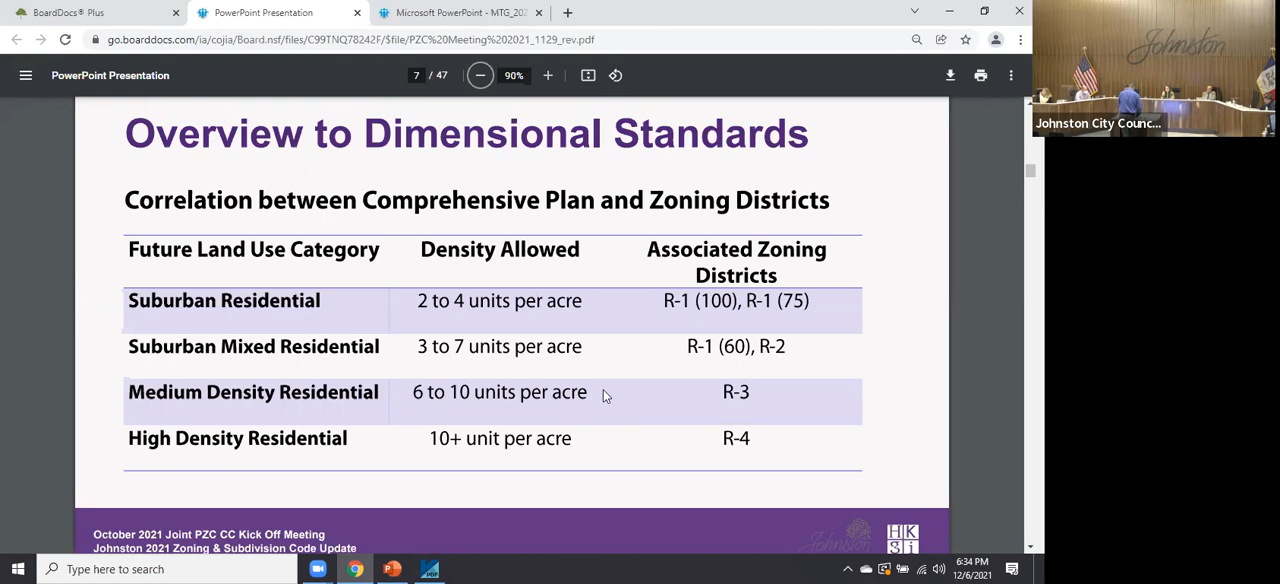 BoardDocs® Plus
PowerPoint Presentation
Microsoft PowerPoint - MTG_202
go.boarddocs.com/ia/cojia/Board.nsf/files/C99TNQ78242F/$file/PZC%20Meeting%202021_1129_rev.pdf
PowerPoint Presentation
7 / 47
90%
Johnston
Johnston City Counc...
Overview to Dimensional Standards
Correlation between Comprehensive Plan and Zoning Districts
Future Land Use Category Density Allowed Associated Zoning Districts
Suburban Residential 2 to 4 units per acre R-1 (100), R-1 (75)
Suburban Mixed Residential 3 to 7 units per acre R-1 (60), R-2
Medium Density Residential 6 to 10 units per acre R-3
High Density Residential 10+ unit per acre R-4
October 2021 Joint PZC CC Kick Off Meeting
Johnston 2021 Zoning & Subdivision Code Update
Johnston
HK
Si
Type here to search
6:34 PM
12/6/2021